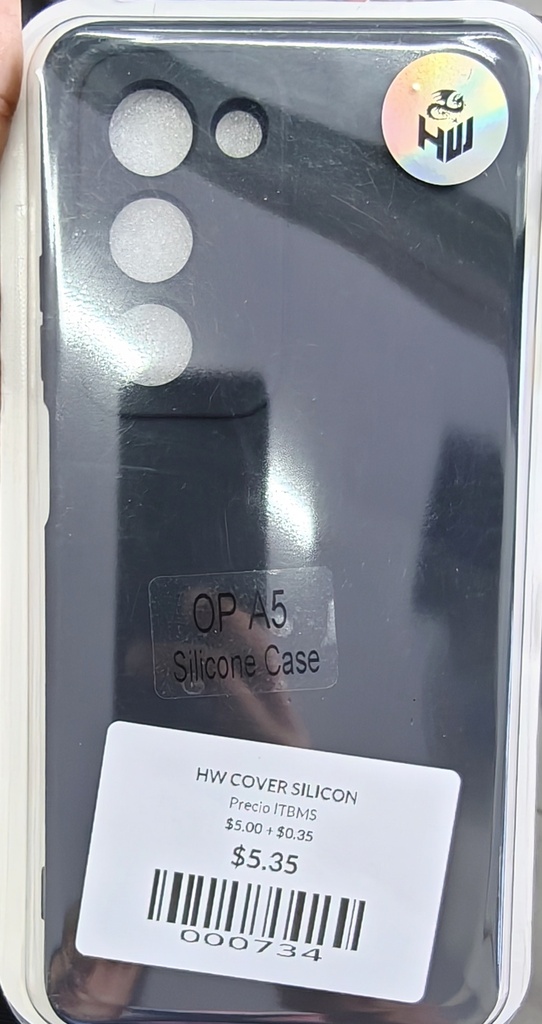 HW
OP A5
Silicone Case
HW COVER SILICON
Precio ITBMS
$5.00 + $0.35
$5.35
000734